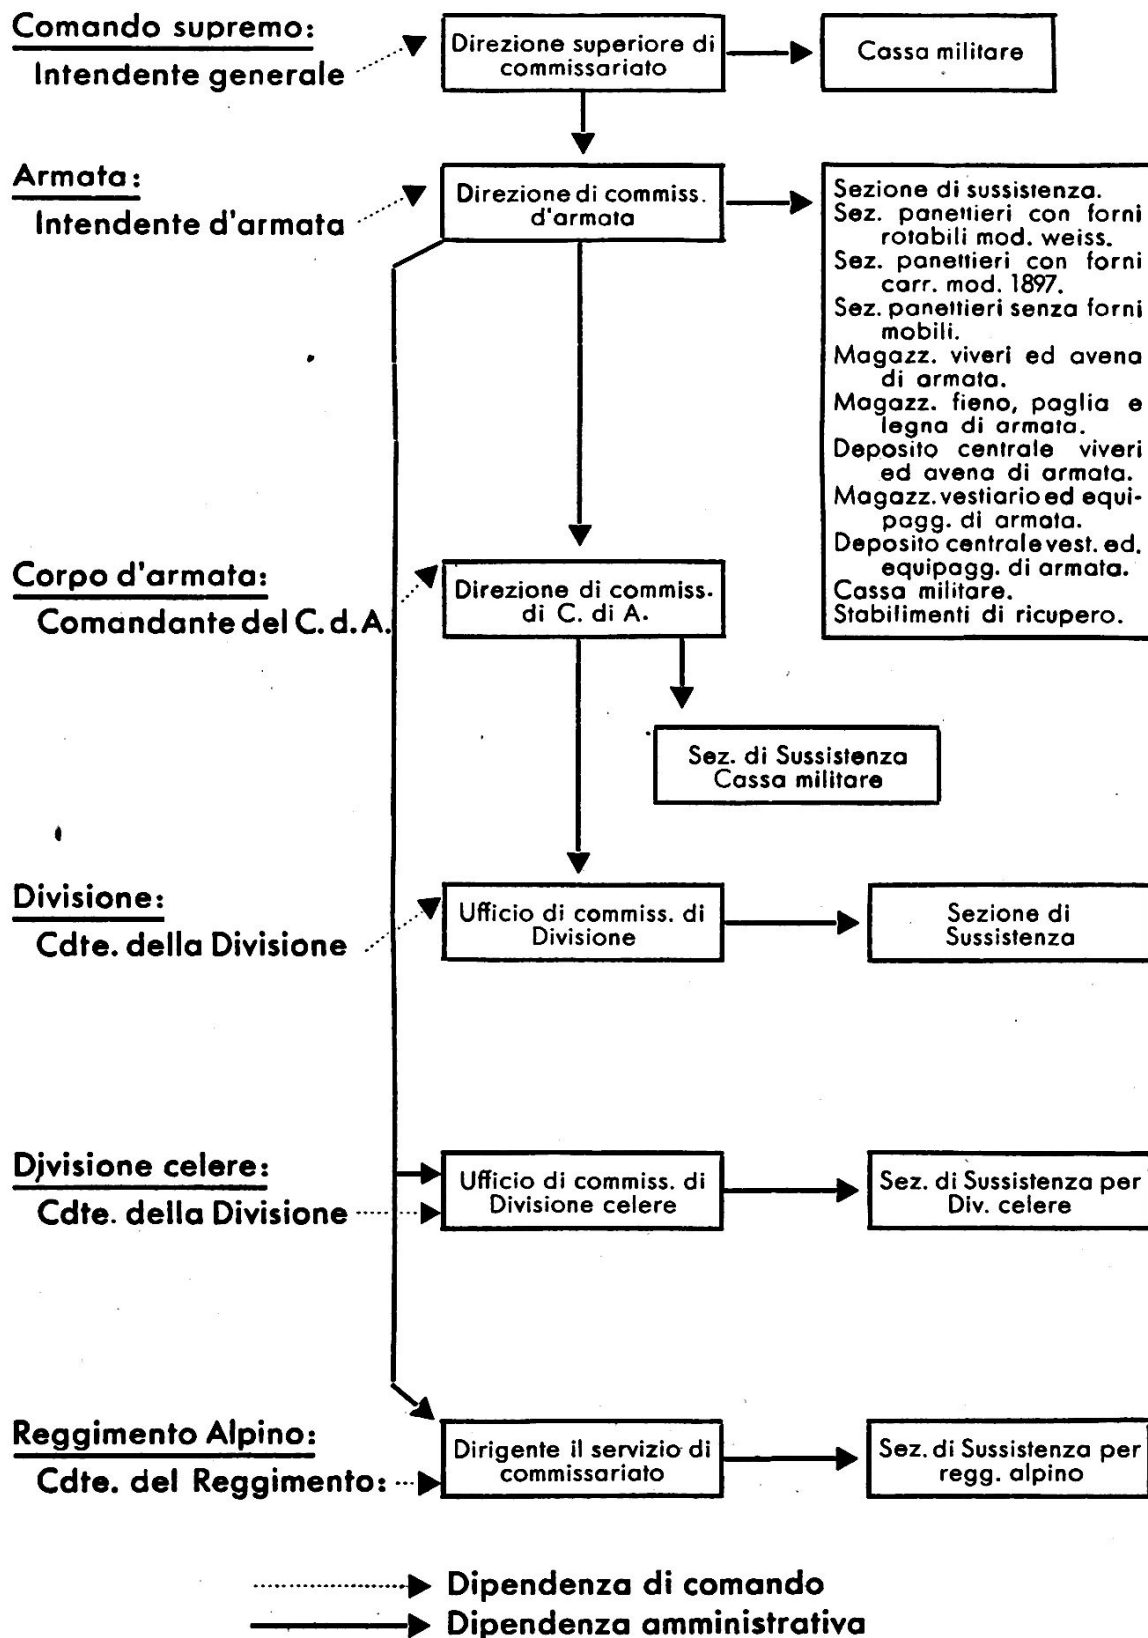 Comando supremo:
Intendente generale
Direzione superiore di
commissariato
Cassa militare
Armata:
Intendente d'armata
Direzione di commiss.
d'armata
Sezione di sussistenza.
Sez. panettieri con forni
rotabili mod. weiss.
Sez. panettieri con forni
carr. mod. 1897.
Sez. panettieri senza forni
mobili.
Magazz. viveri ed avena
di armata.
Magazz. fieno, paglia e
legna di armata.
Deposito centrale viveri
ed avena di armata.
Magazz. vestiario ed equi-
pagg. di armata.
Deposito centrale vest. ed.
equipagg. di armata.
Cassa militare.
Stabilimenti di ricupero.
Corpo d'armata:
Comandante del C. d. A.
Direzione di commiss.
di C. di A.
Sez. di Sussistenza
Cassa militare
Divisione:
Cdte. della Divisione
Ufficio di commiss. di
Divisione
Sezione di
Sussistenza
Divisione celere:
Cdte. della Divisione
Ufficio di commiss. di
Divisione celere
Sez. di Sussistenza per
Div. celere
Reggimento Alpino:
Cdte. del Reggimento:
Dirigente il servizio di
commissariato
Sez. di Sussistenza per
regg. alpino
Dipendenza di comando
Dipendenza amministrativa